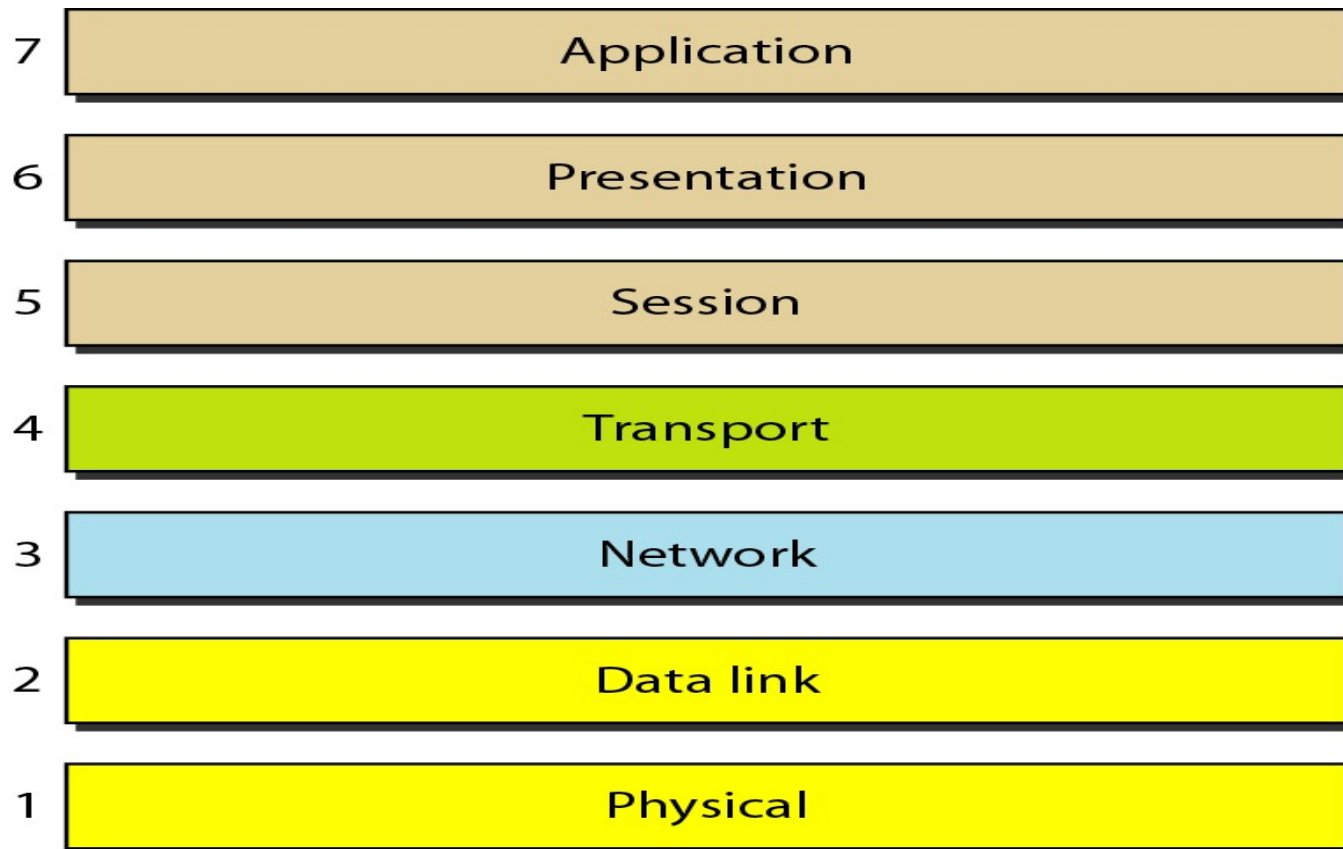 7 Application
6 Presentation
5 Session
4 Transport
3 Network
2 Data link
1 Physical